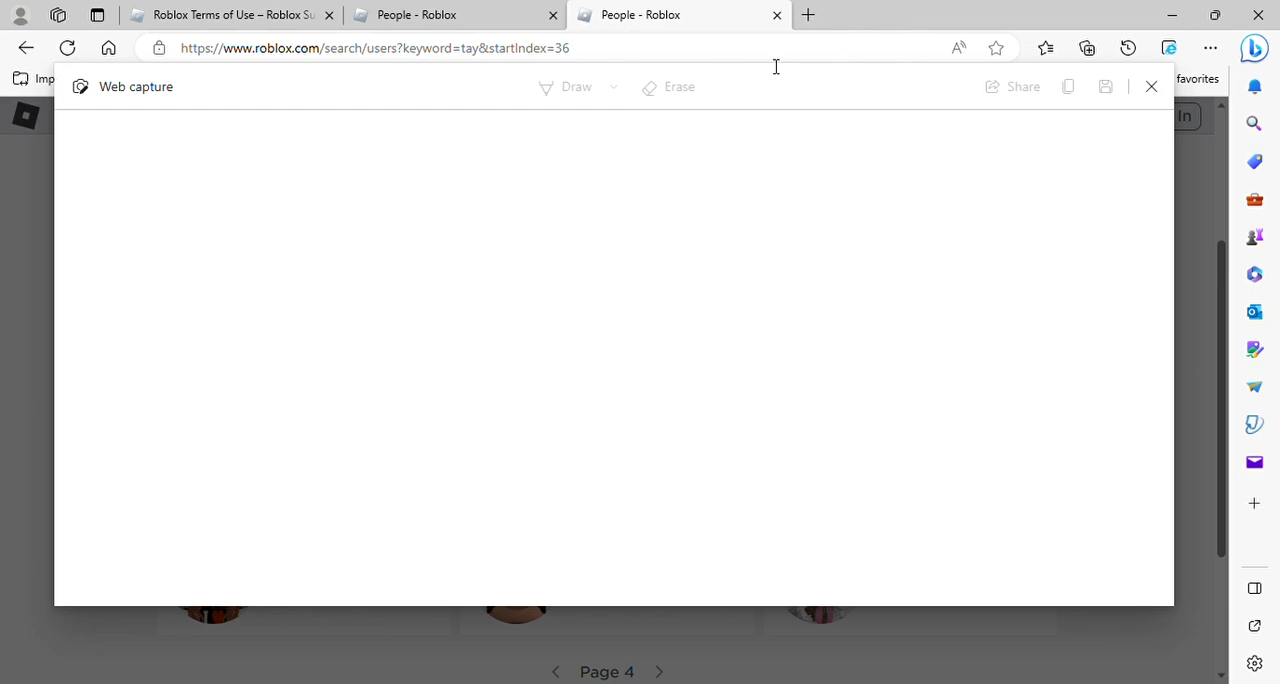 Roblox Terms of Use – Roblox Su
People - Roblox
People - Roblox
https://www.roblox.com/search/users?keyword=tay&startIndex=36
Imp
favorites
Web capture
Draw
Erase
Share
In
Page 4